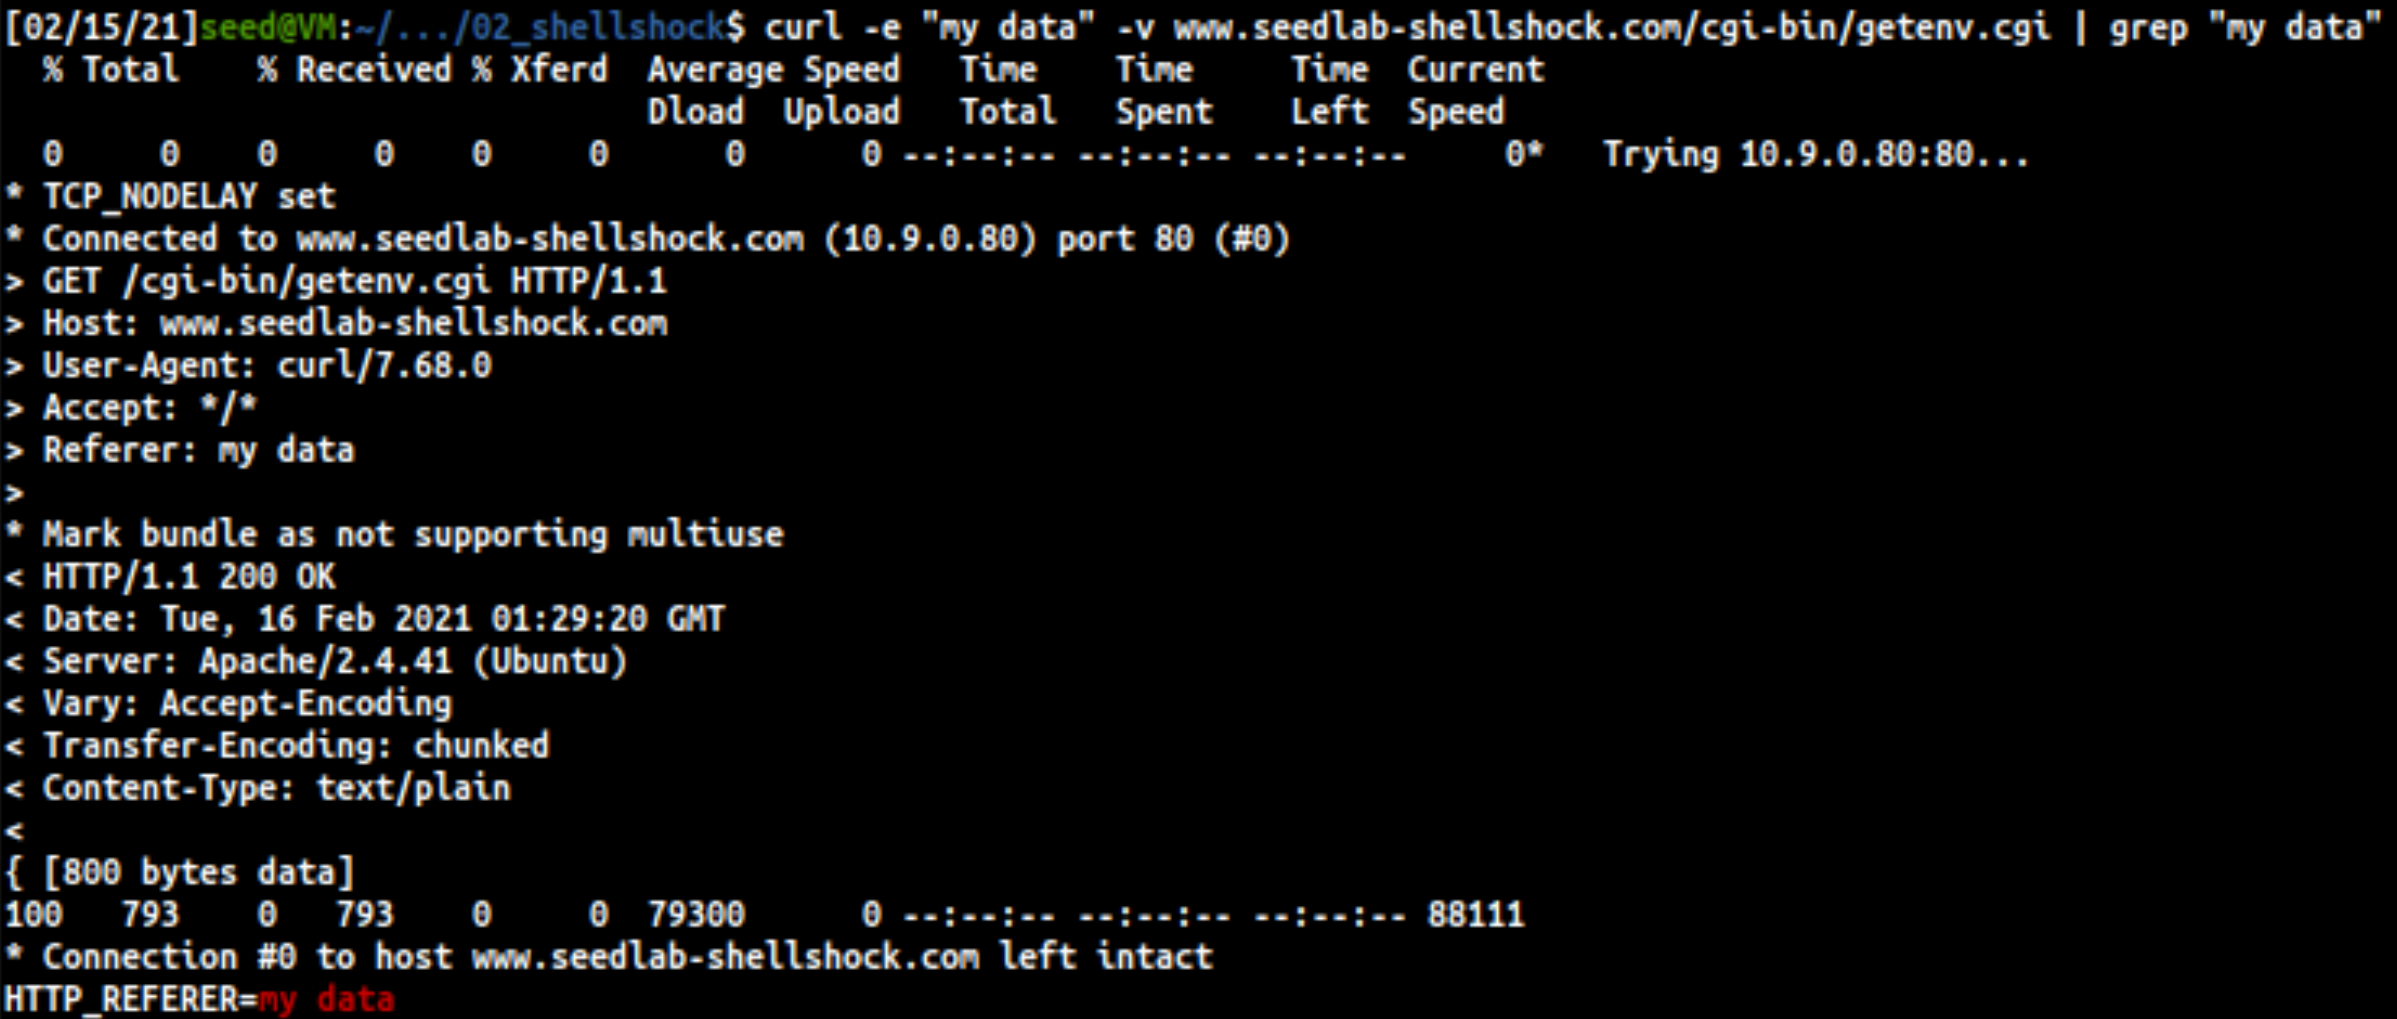 [02/15/21]seed@VM:~/.../02_shellshock$ curl -e "my data" -v www.seedlab-shellshock.com/cgi-bin/getenv.cgi | grep "my data"
  % Total    % Received % Xferd  Average Speed   Time    Time     Time  Current
                                 Dload  Upload   Total   Spent    Left  Speed
  0     0    0     0    0     0      0      0 --:--:-- --:--:-- --:--:--     0*   Trying 10.9.0.80:80...
* TCP_NODELAY set
* Connected to www.seedlab-shellshock.com (10.9.0.80) port 80 (#0)
> GET /cgi-bin/getenv.cgi HTTP/1.1
> Host: www.seedlab-shellshock.com
> User-Agent: curl/7.68.0
> Accept: */*
> Referer: my data
>
* Mark bundle as not supporting multiuse
< HTTP/1.1 200 OK
< Date: Tue, 16 Feb 2021 01:29:20 GMT
< Server: Apache/2.4.41 (Ubuntu)
< Vary: Accept-Encoding
< Transfer-Encoding: chunked
< Content-Type: text/plain
<
{ [800 bytes data]
100   793    0   793    0     0  79300      0 --:--:-- --:--:-- --:--:-- 88111
* Connection #0 to host www.seedlab-shellshock.com left intact
HTTP_REFERER=my data